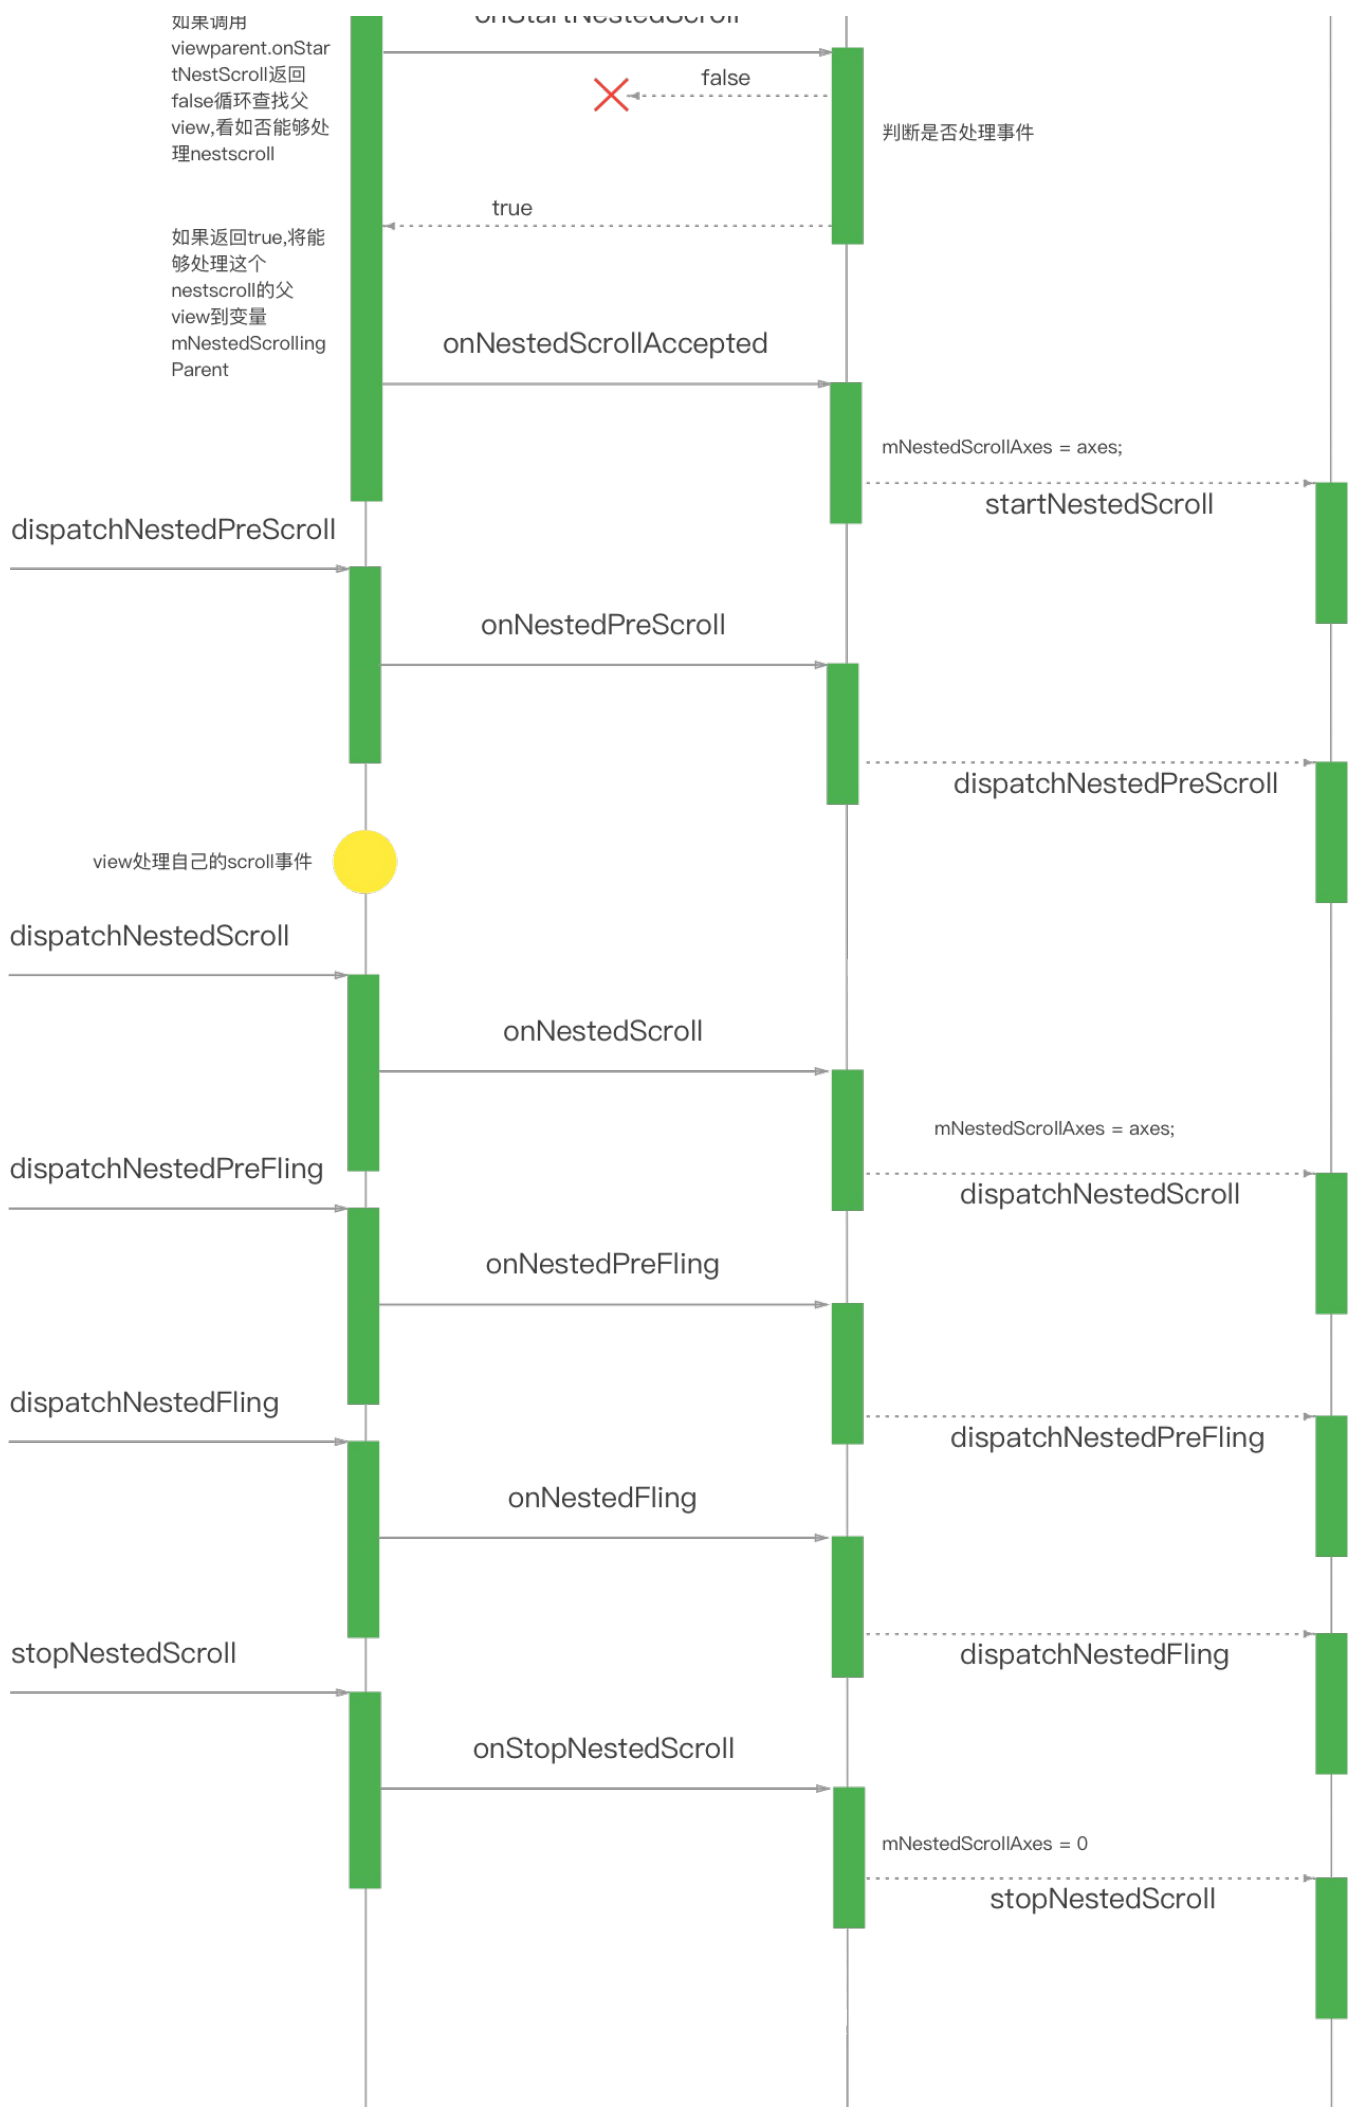 如果调用
onStartNestedScroll
viewparent.onStar
tNestScroll返回
false循环查找父
view,看如否能够处
理nestscroll
false
判断是否处理事件
true
如果返回true,将能
够处理这个
nestscroll的父
view到变量
mNestedScrolling
Parent
onNestedScrollAccepted
mNestedScrollAxes = axes;
startNestedScroll
dispatchNestedPreScroll
onNestedPreScroll
dispatchNestedPreScroll
view处理自己的scroll事件
dispatchNestedScroll
onNestedScroll
mNestedScrollAxes = axes;
dispatchNestedScroll
dispatchNestedPreFling
onNestedPreFling
dispatchNestedFling
dispatchNestedPreFling
onNestedFling
stopNestedScroll
dispatchNestedFling
onStopNestedScroll
mNestedScrollAxes = 0
stopNestedScroll